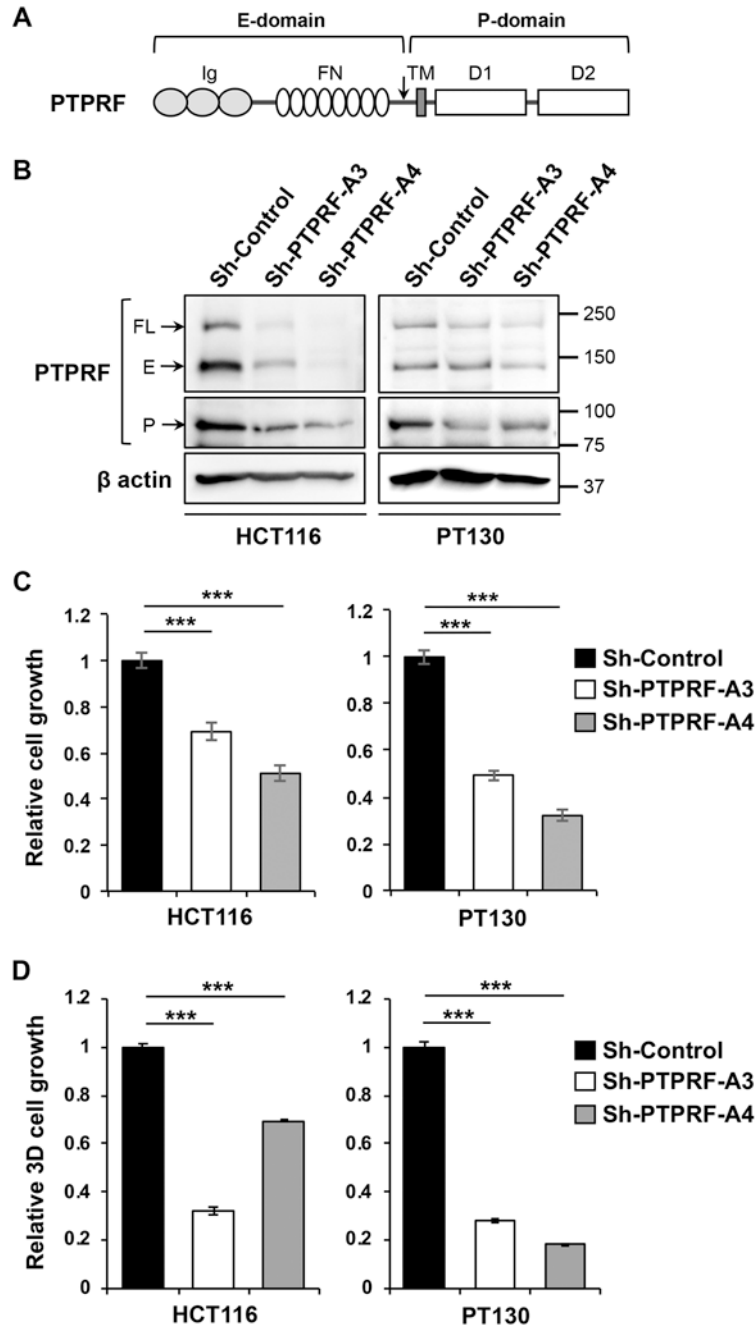 A
E-domain P-domain
Ig FN TM D1 D2
PTPRF
B
Sh-Control Sh-PTPRF-A3 Sh-PTPRF-A4 Sh-Control Sh-PTPRF-A3 Sh-PTPRF-A4
PTPRF
FL
E
P
β actin
250
150
100
75
37
HCT116 PT130
C
Relative cell growth
1.2
1
0.8
0.6
0.4
0.2
0
***
***
HCT116
1.2
1
0.8
0.6
0.4
0.2
0
***
***
PT130
Sh-Control
Sh-PTPRF-A3
Sh-PTPRF-A4
D
Relative 3D cell growth
1.2
1
0.8
0.6
0.4
0.2
0
***
***
HCT116
1.2
1
0.8
0.6
0.4
0.2
0
***
***
PT130
Sh-Control
Sh-PTPRF-A3
Sh-PTPRF-A4